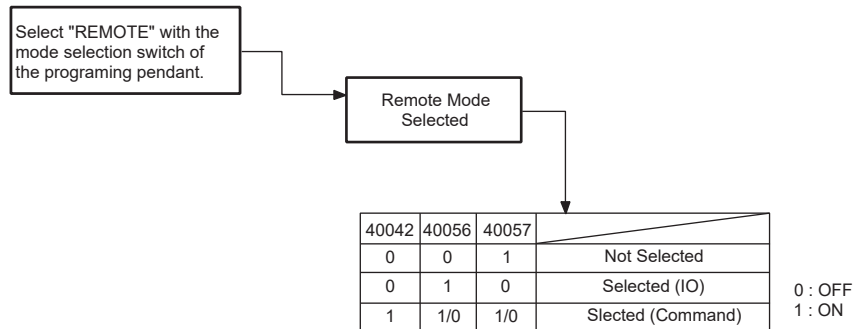 Select "REMOTE" with the
mode selection switch of
the programing pendant.
Remote Mode
Selected
40042 40056 40057
0 0 1 Not Selected
0 1 0 Selected (IO)
1 1/0 1/0 Slected (Command)
0 : OFF
1 : ON